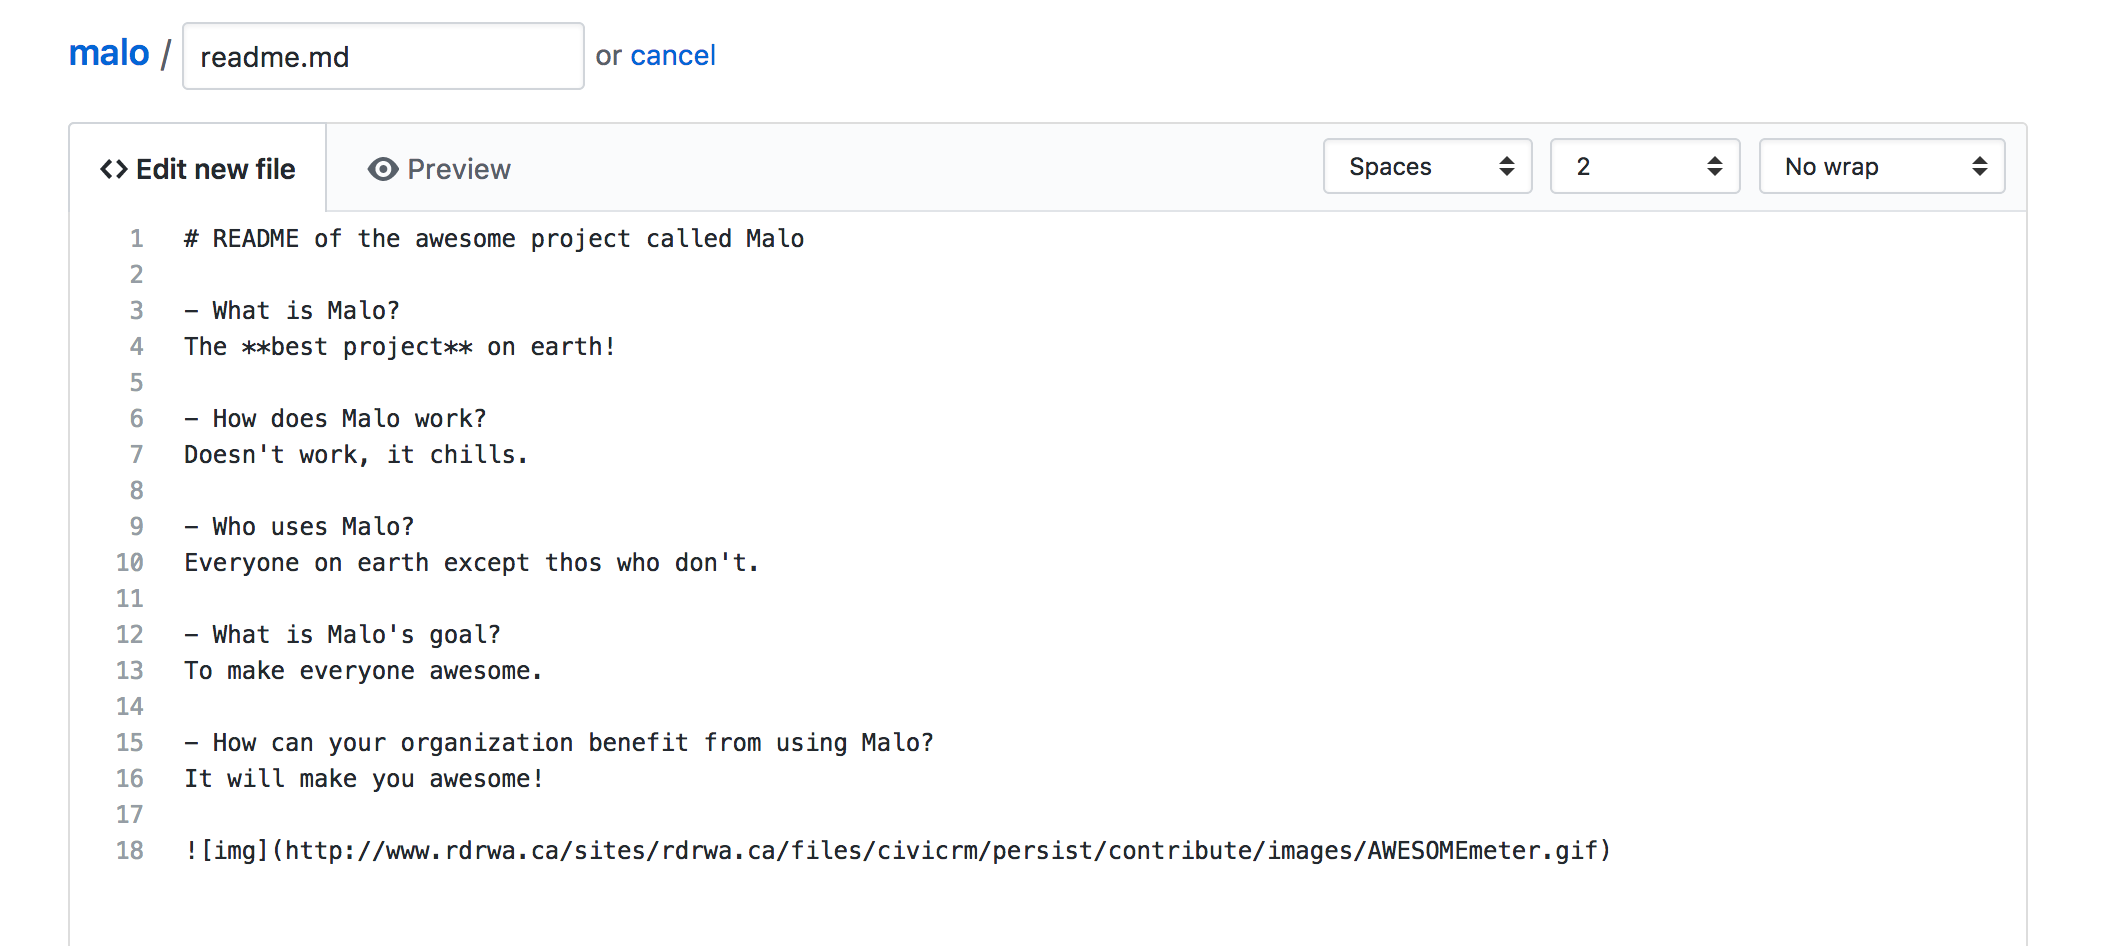 malo / readme.md or cancel
Edit new file Preview Spaces 2 No wrap
1 # README of the awesome project called Malo
2
3 - What is Malo?
4 The **best project** on earth!
5
6 - How does Malo work?
7 Doesn't work, it chills.
8
9 - Who uses Malo?
10 Everyone on earth except thos who don't.
11
12 - What is Malo's goal?
13 To make everyone awesome.
14
15 - How can your organization benefit from using Malo?
16 It will make you awesome!
17
18 ![img](http://www.rdrwa.ca/sites/rdrwa.ca/files/civicrm/persist/contribute/images/AWESOMEmeter.gif)